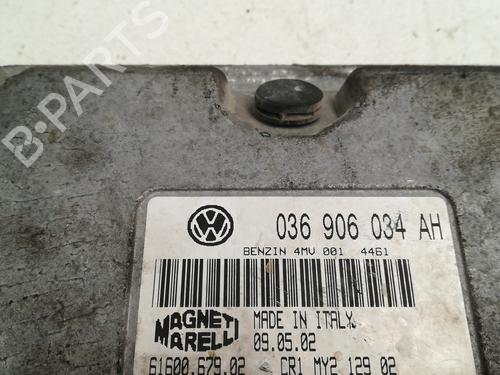 B-PARTS
036 906 034 AH
BENZIN 4MV 001 4461
MAGNETI MARELLI
MADE IN ITALY
09.05.02
61600.679.02 CR1 MY2 129 02